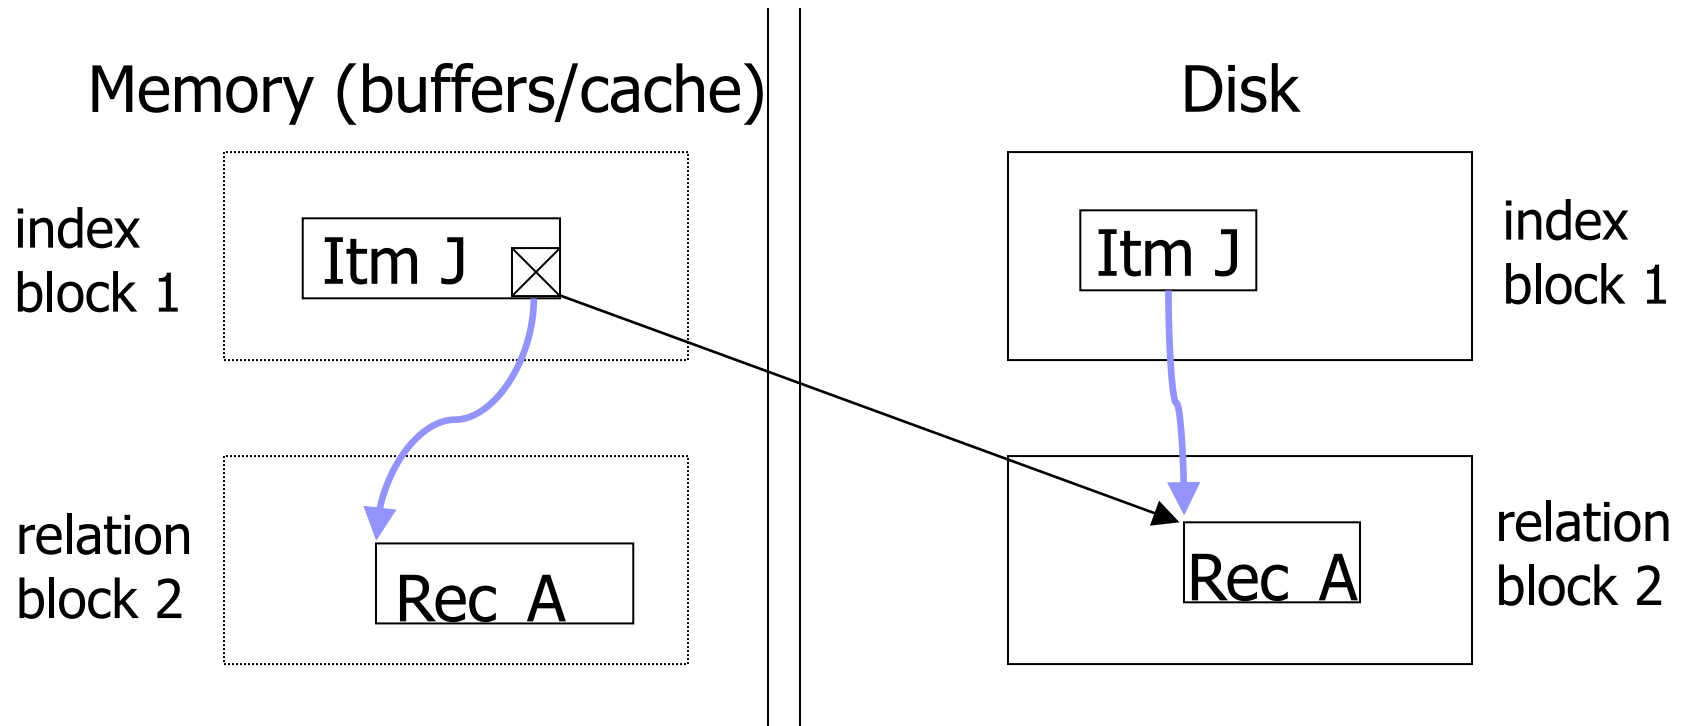 Memory (buffers/cache)
Disk
index
block 1
Itm J
Itm J
index
block 1
relation
block 2
Rec A
Rec A
relation
block 2